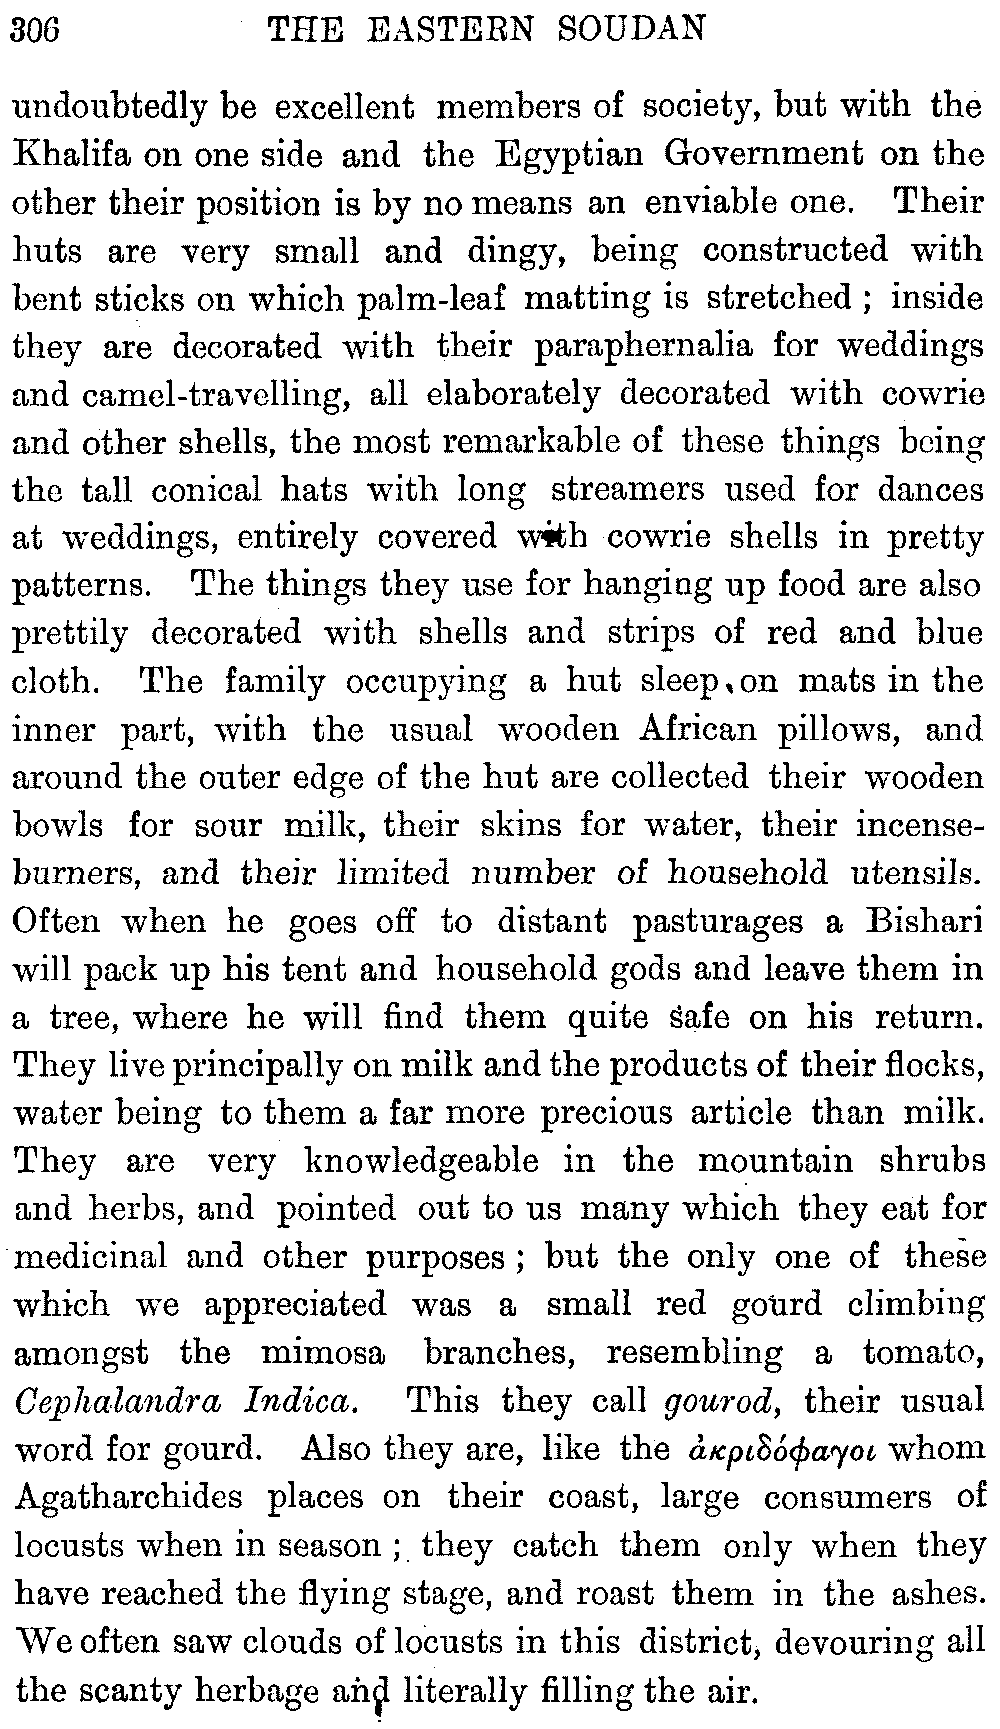 306 THE EASTERN SOUDAN
undoubtedly be excellent members of society, but with the
Khalifa on one side and the Egyptian Government on the
other their position is by no means an enviable one. Their
huts are very small and dingy, being constructed with
bent sticks on which palm-leaf matting is stretched ; inside
they are decorated with their paraphernalia for weddings
and camel-travelling, all elaborately decorated with cowrie
and other shells, the most remarkable of these things being
the tall conical hats with long streamers used for dances
at weddings, entirely covered with cowrie shells in pretty
patterns. The things they use for hanging up food are also
prettily decorated with shells and strips of red and blue
cloth. The family occupying a hut sleep on mats in the
inner part, with the usual wooden African pillows, and
around the outer edge of the hut are collected their wooden
bowls for sour milk, their skins for water, their incense-
burners, and their limited number of household utensils.
Often when he goes off to distant pasturages a Bishari
will pack up his tent and household gods and leave them in
a tree, where he will find them quite safe on his return.
They live principally on milk and the products of their flocks,
water being to them a far more precious article than milk.
They are very knowledgeable in the mountain shrubs
and herbs, and pointed out to us many which they eat for
medicinal and other purposes ; but the only one of these
which we appreciated was a small red gourd climbing
amongst the mimosa branches, resembling a tomato,
Cephalandra Indica. This they call gourod, their usual
word for gourd. Also they are, like the ἀκριδόφαγοι whom
Agatharchides places on their coast, large consumers of
locusts when in season ; they catch them only when they
have reached the flying stage, and roast them in the ashes.
We often saw clouds of locusts in this district, devouring all
the scanty herbage and literally filling the air.